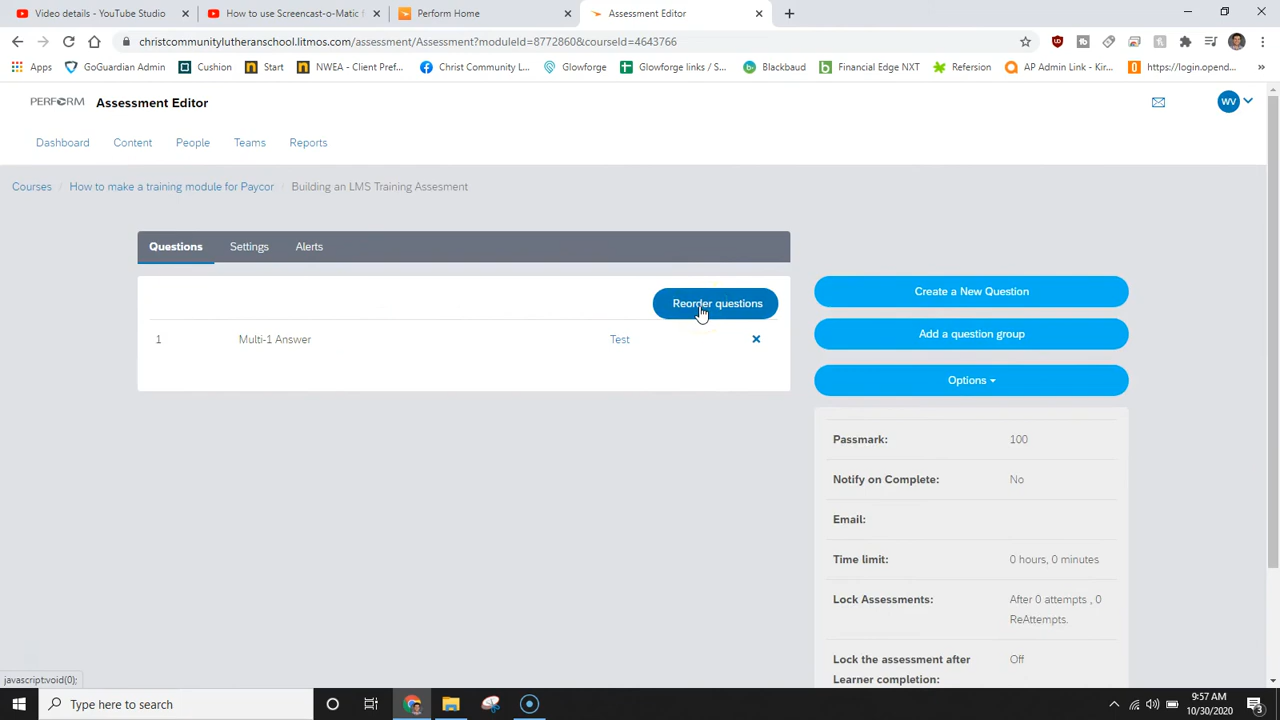 Video details - YouTube Studio
How to use Screencast-o-Matic f
Perform Home
Assessment Editor
christcommunitylutheranschool.litmos.com/assessment/Assessment?moduleId=8772860&courseId=4643766
Apps
GoGuardian Admin
Cushion
Start
NWEA - Client Pref...
Christ Community L...
Glowforge
Glowforge links / S...
Blackbaud
Financial Edge NXT
Refersion
AP Admin Link - Kir...
https://login.opend...
PERFORM Assessment Editor
WV
Dashboard
Content
People
Teams
Reports
Courses / How to make a training module for Paycor / Building an LMS Training Assesment
Questions
Settings
Alerts
Reorder questions
1 Multi-1 Answer Test
Create a New Question
Add a question group
Options
Passmark: 100
Notify on Complete: No
Email:
Time limit: 0 hours, 0 minutes
Lock Assessments: After 0 attempts , 0
ReAttempts.
Lock the assessment after Off
Learner completion:
javascript:void(0);
Type here to search
9:57 AM
10/30/2020
3